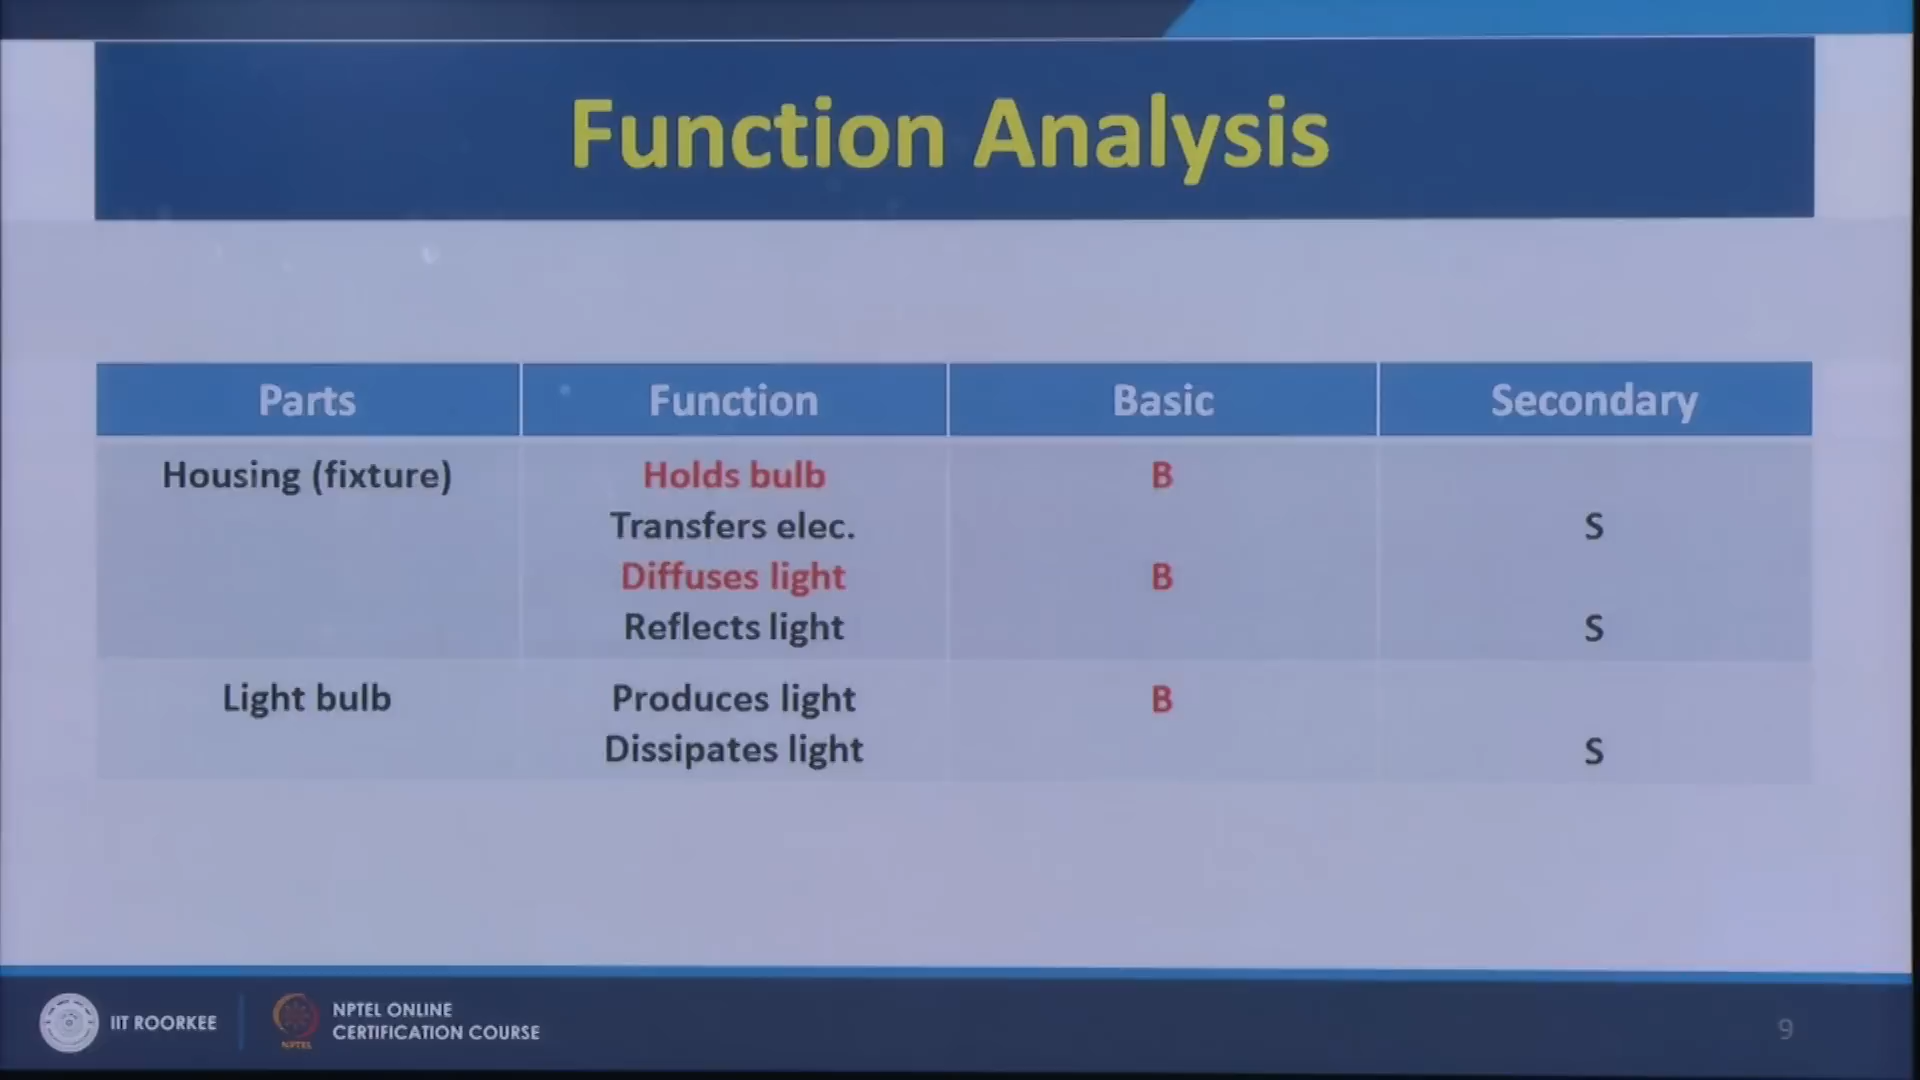 Function Analysis
Parts Function Basic Secondary
Housing (fixture) Holds bulb B
Transfers elec. S
Diffuses light B
Reflects light S
Light bulb Produces light B
Dissipates light S
IIT ROORKEE
NPTEL
NPTEL ONLINE
CERTIFICATION COURSE
9